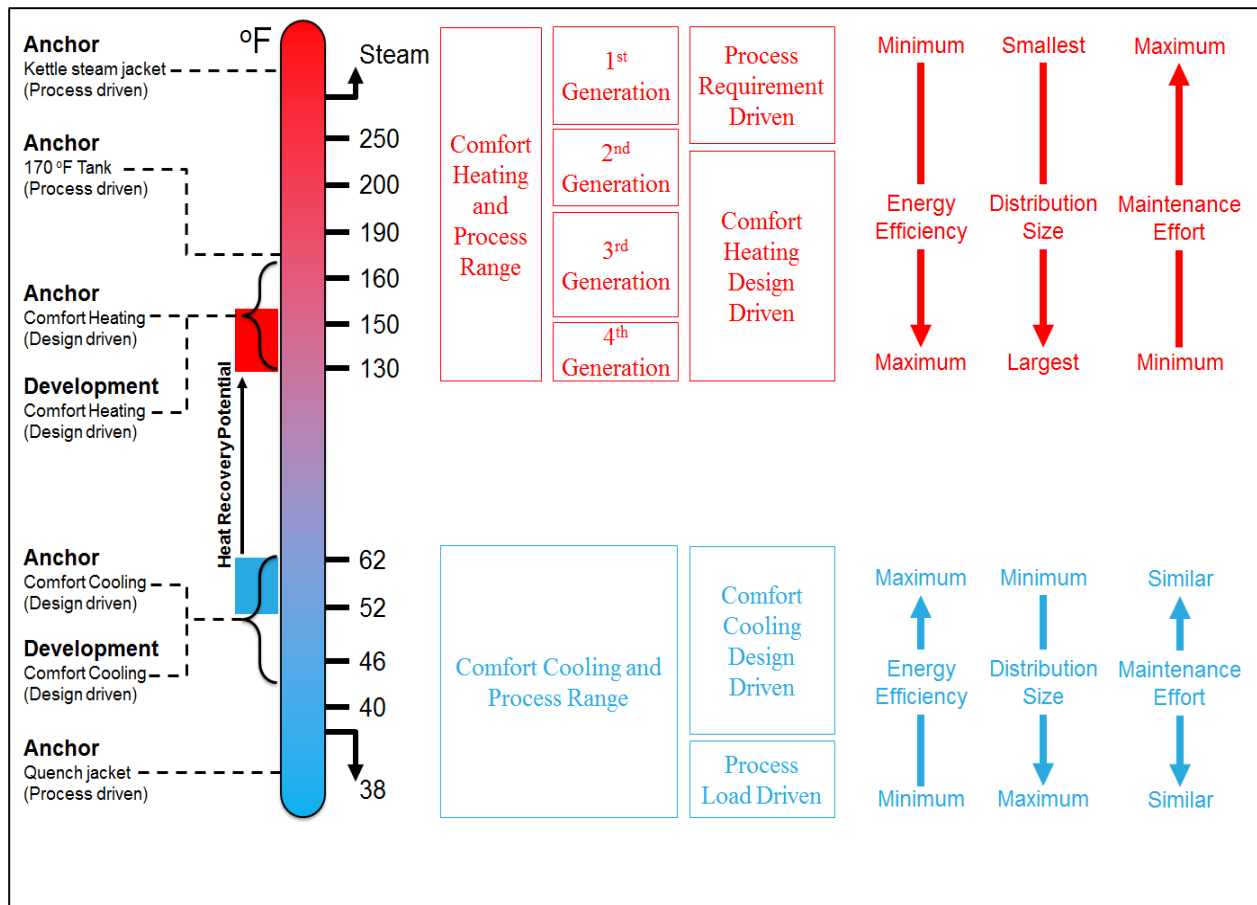 Anchor
Kettle steam jacket
(Process driven)
Anchor
170 ºF Tank
(Process driven)
Anchor
Comfort Heating
(Design driven)
Development
Comfort Heating
(Design driven)
Anchor
Comfort Cooling
(Design driven)
Development
Comfort Cooling
(Design driven)
Anchor
Quench jacket
(Process driven)
Heat Recovery Potential
ºF
Steam
250
200
190
160
150
130
62
52
46
40
38
Comfort
Heating
and
Process
Range
1st
Generation
2nd
Generation
3rd
Generation
4th
Generation
Process
Requirement
Driven
Comfort
Heating
Design
Driven
Minimum
Energy
Efficiency
Maximum
Smallest
Distribution
Size
Largest
Maximum
Maintenance
Effort
Minimum
Comfort Cooling and
Process Range
Comfort
Cooling
Design
Driven
Process
Load Driven
Maximum
Energy
Efficiency
Minimum
Minimum
Distribution
Size
Maximum
Similar
Maintenance
Effort
Similar